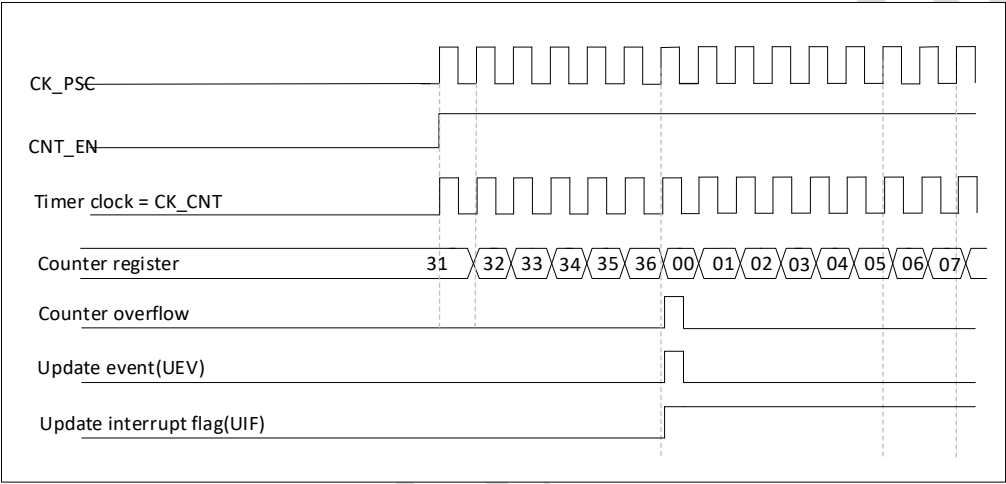 CK_PSC
CNT_EN
Timer clock = CK_CNT
Counter register 31 32 33 34 35 36 00 01 02 03 04 05 06 07
Counter overflow
Update event(UEV)
Update interrupt flag(UIF)